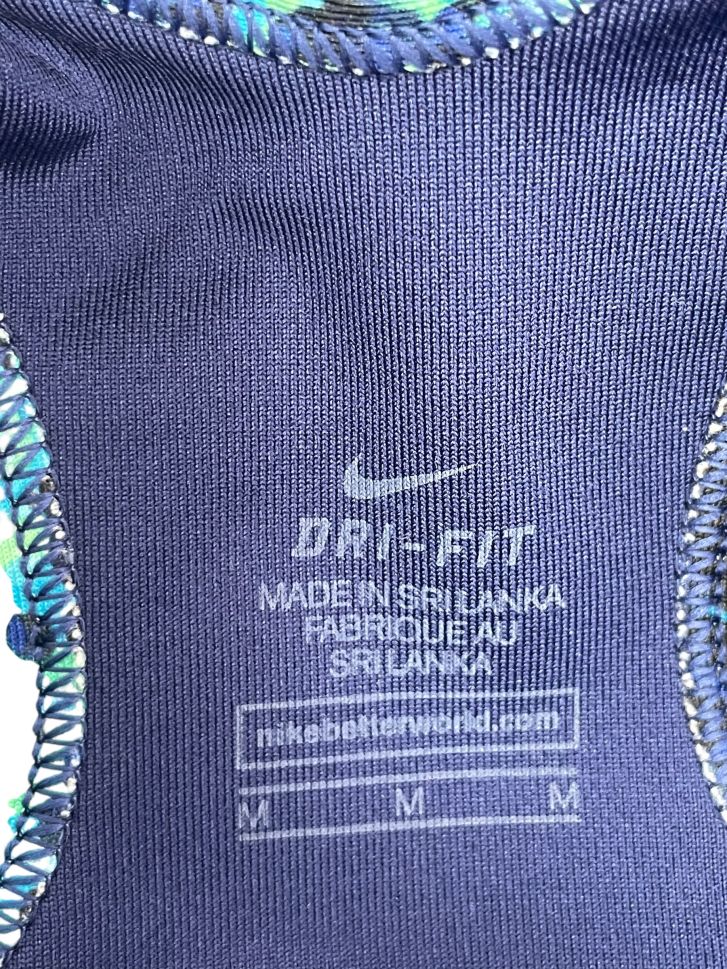 DRI-FIT
MADE IN SRI LANKA
FABRIQUE AU
SRI LANKA
nikebetterworld.com
M M M